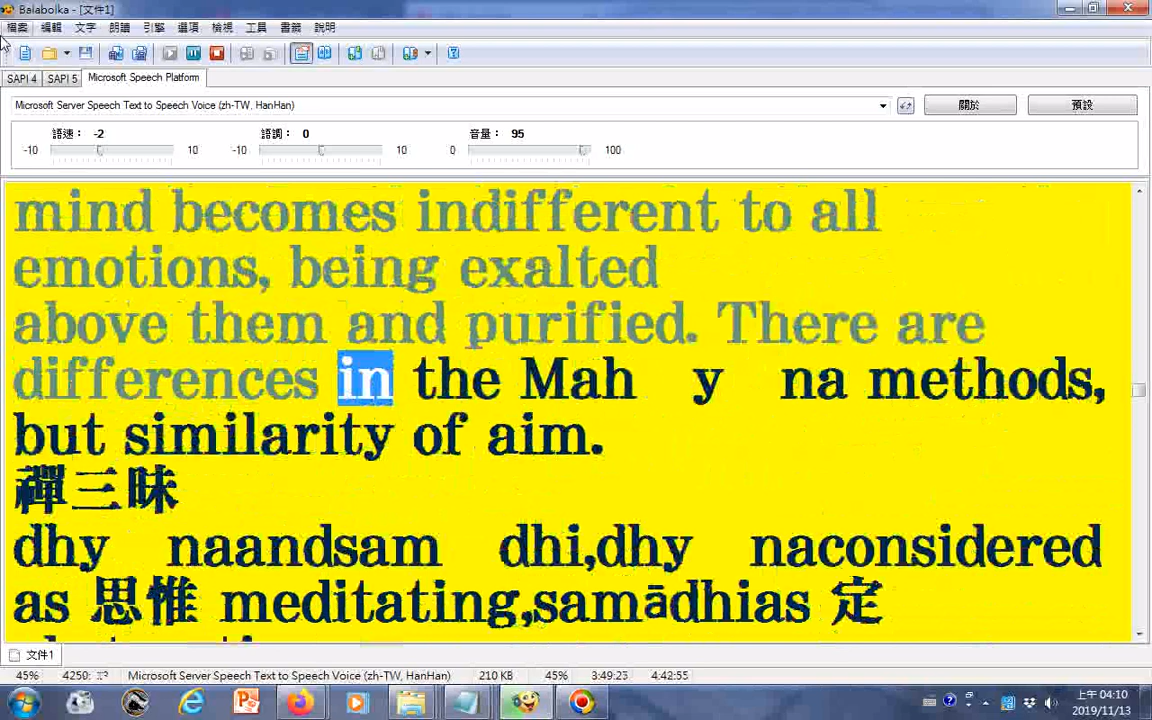 Balabolka - [文件1]
檔案 編輯 文字 朗讀 引擎 選項 檢視 工具 書籤 說明
SAPI 4 SAPI 5 Microsoft Speech Platform
Microsoft Server Speech Text to Speech Voice (zh-TW, HanHan) 關於 預設
語速： -2 語調： 0 音量： 95
-10 10 -10 10 0 100
mind becomes indifferent to all
emotions, being exalted
above them and purified. There are
differences in the Mah y na methods,
but similarity of aim.
禪三昧
dhy naandsam dhi,dhy naconsidered
as 思惟 meditating,samādhias 定
文件1
45% 4250: Microsoft Server Speech Text to Speech Voice (zh-TW, HanHan) 210 KB 45% 3:49:23 4:42:55
上午 04:10
2019/11/13